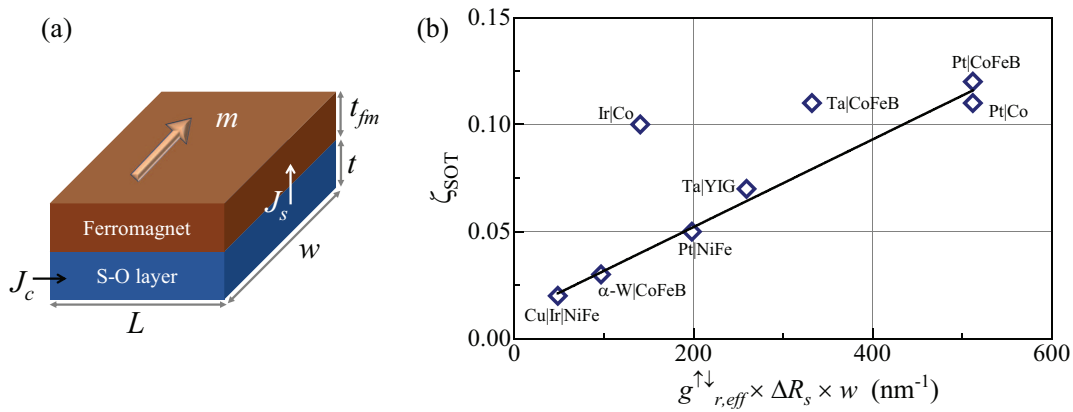 (a)
m
t_fm
t
J_s
Ferromagnet
w
S-O layer
J_c
L
(b)
0.15
0.10
0.05
0.00
ζ_SOT
Pt|CoFeB
Ta|CoFeB
Ir|Co
Pt|Co
Ta|YIG
Pt|NiFe
α-W|CoFeB
Cu|Ir|NiFe
0 200 400 600
g^↑↓_r,eff × ΔR_s × w (nm^-1)